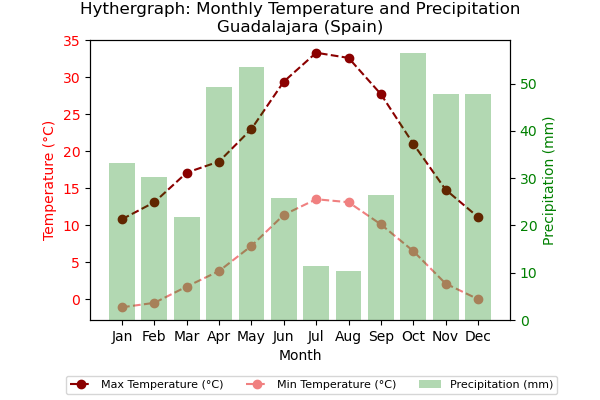 Hythergraph: Monthly Temperature and Precipitation
Guadalajara (Spain)
35
30
25
20
15
10
5
0
Temperature (°C)
50
40
30
20
10
0
Precipitation (mm)
Jan Feb Mar Apr May Jun Jul Aug Sep Oct Nov Dec
Month
Max Temperature (°C) Min Temperature (°C) Precipitation (mm)